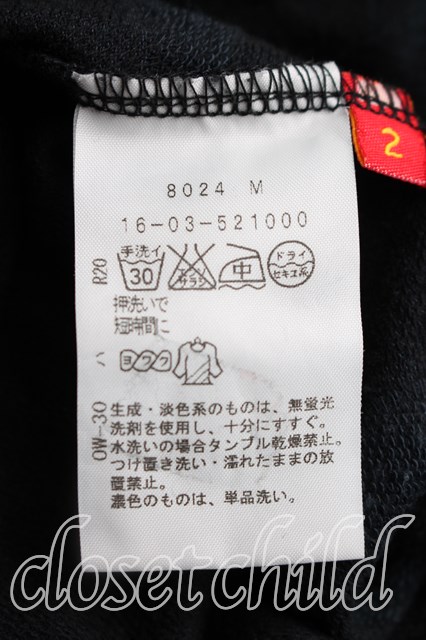 2
8024 M
16-03-521000
R20
手洗イ
30
サラシ
中
ドライ
セキユ系
押洗いで
短時間に
ヨワク
OW-30
生成・淡色系のものは、無蛍光
洗剤を使用し、十分にすすぐ。
水洗いの場合タンブル乾燥禁止。
つけ置き洗い・濡れたままの放
置禁止。
濃色のものは、単品洗い。
closet child